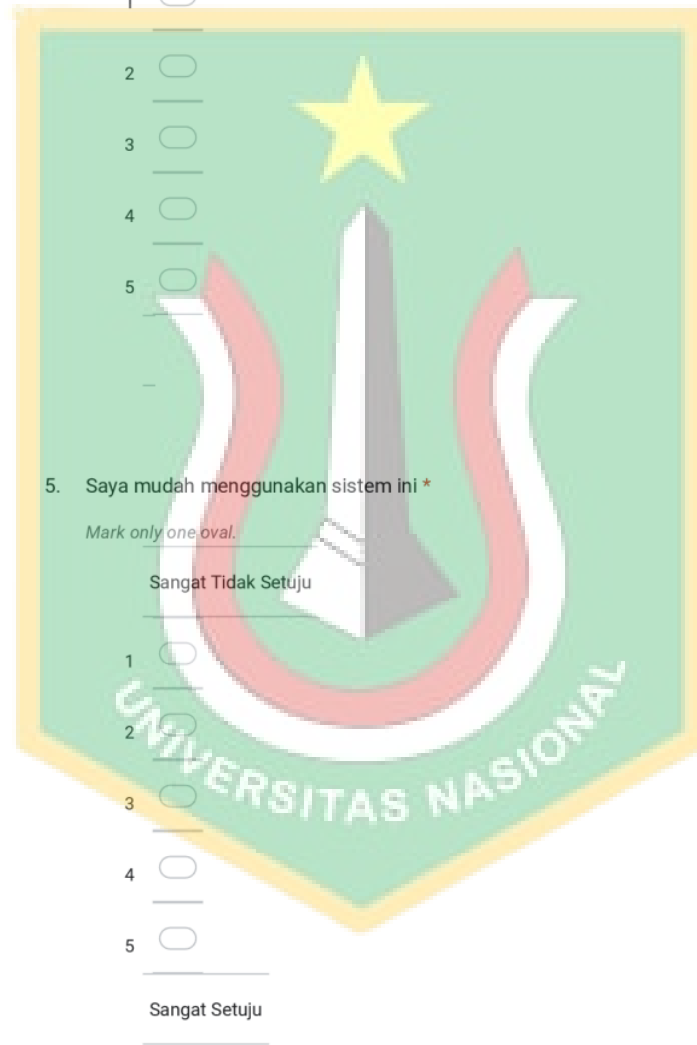 2
3
4
5
5. Saya mudah menggunakan sistem ini *
Mark only one oval.
Sangat Tidak Setuju
1
2
3
4
5
Sangat Setuju
UNIVERSITAS NASIONAL